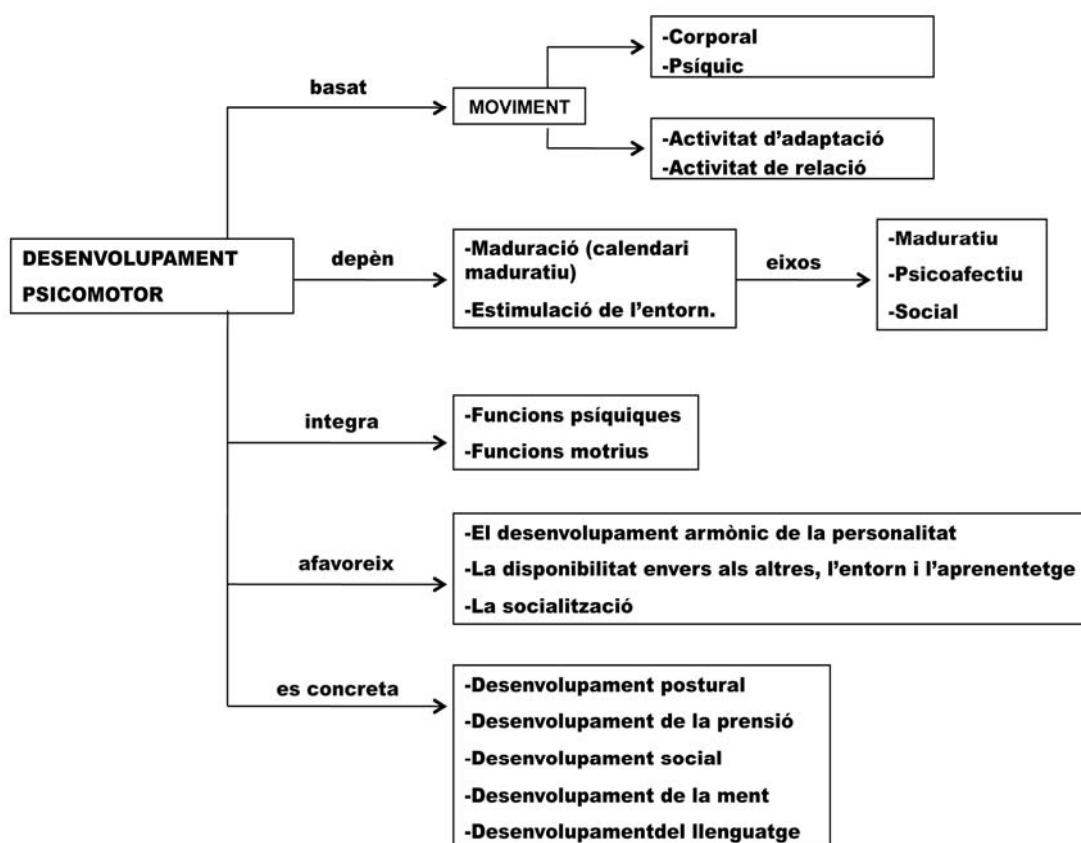 -Corporal
-Psíquic
basat
MOVIMENT
-Activitat d'adaptació
-Activitat de relació
DESENVOLUPAMENT
PSICOMOTOR
depèn
-Maduració (calendari
maduratiu)
-Estimulació de l'entorn.
eixos
-Maduratiu
-Psicoafectiu
-Social
integra
-Funcions psíquiques
-Funcions motrius
afavoreix
-El desenvolupament armònic de la personalitat
-La disponibilitat envers als altres, l'entorn i l'aprenentetge
-La socialització
es concreta
-Desenvolupament postural
-Desenvolupament de la prensió
-Desenvolupament social
-Desenvolupament de la ment
-Desenvolupamentdel llenguatge